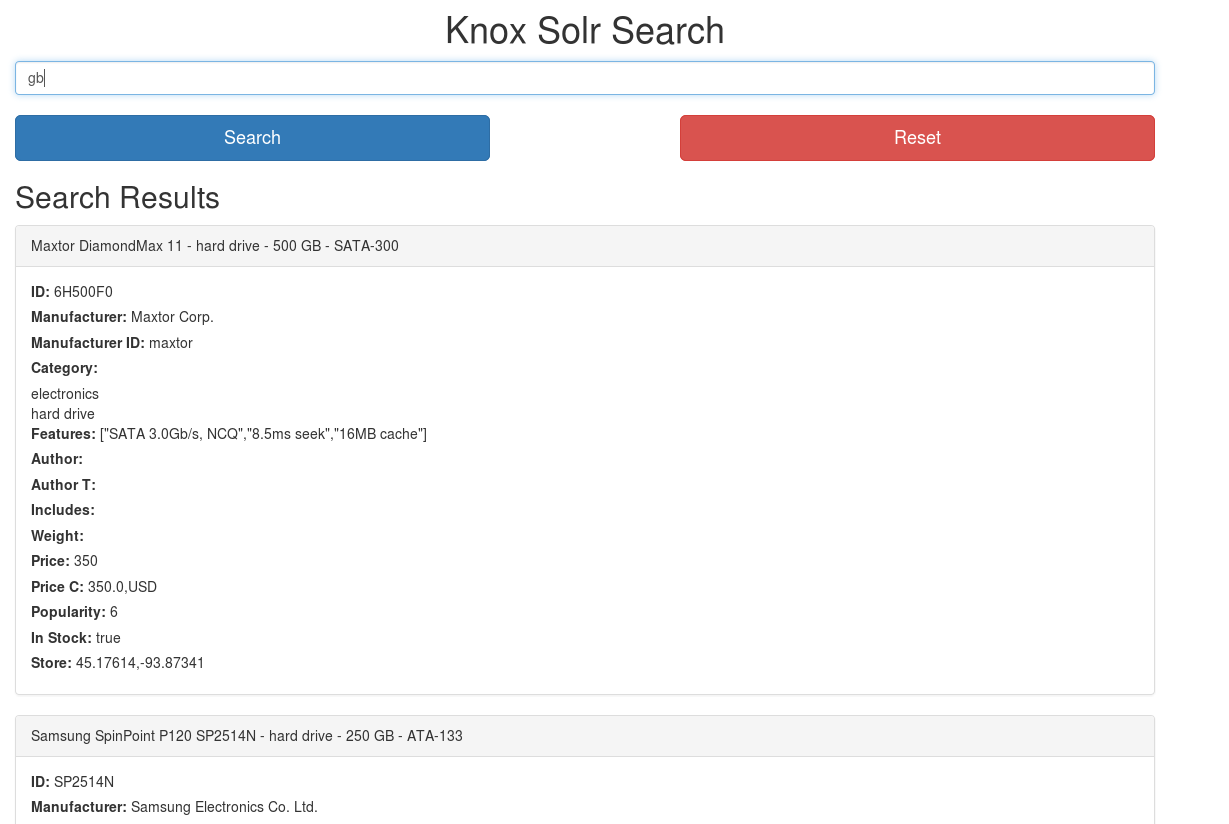 Knox Solr Search
gb
Search
Reset
Search Results
Maxtor DiamondMax 11 - hard drive - 500 GB - SATA-300
ID: 6H500F0
Manufacturer: Maxtor Corp.
Manufacturer ID: maxtor
Category:
electronics
hard drive
Features: ["SATA 3.0Gb/s, NCQ","8.5ms seek","16MB cache"]
Author:
Author T:
Includes:
Weight:
Price: 350
Price C: 350.0,USD
Popularity: 6
In Stock: true
Store: 45.17614,-93.87341
Samsung SpinPoint P120 SP2514N - hard drive - 250 GB - ATA-133
ID: SP2514N
Manufacturer: Samsung Electronics Co. Ltd.